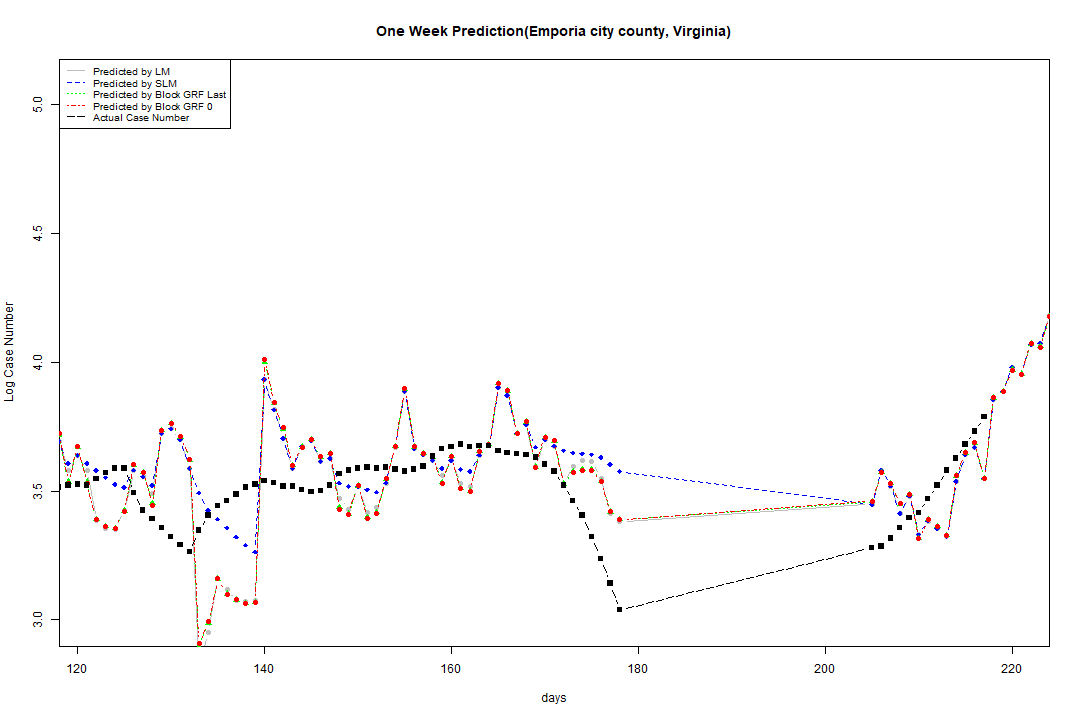 One Week Prediction(Emporia city county, Virginia)
Predicted by LM
Predicted by SLM
Predicted by Block GRF Last
Predicted by Block GRF 0
Actual Case Number
Log Case Number
5.0
4.5
4.0
3.5
3.0
120 140 160 180 200 220
days